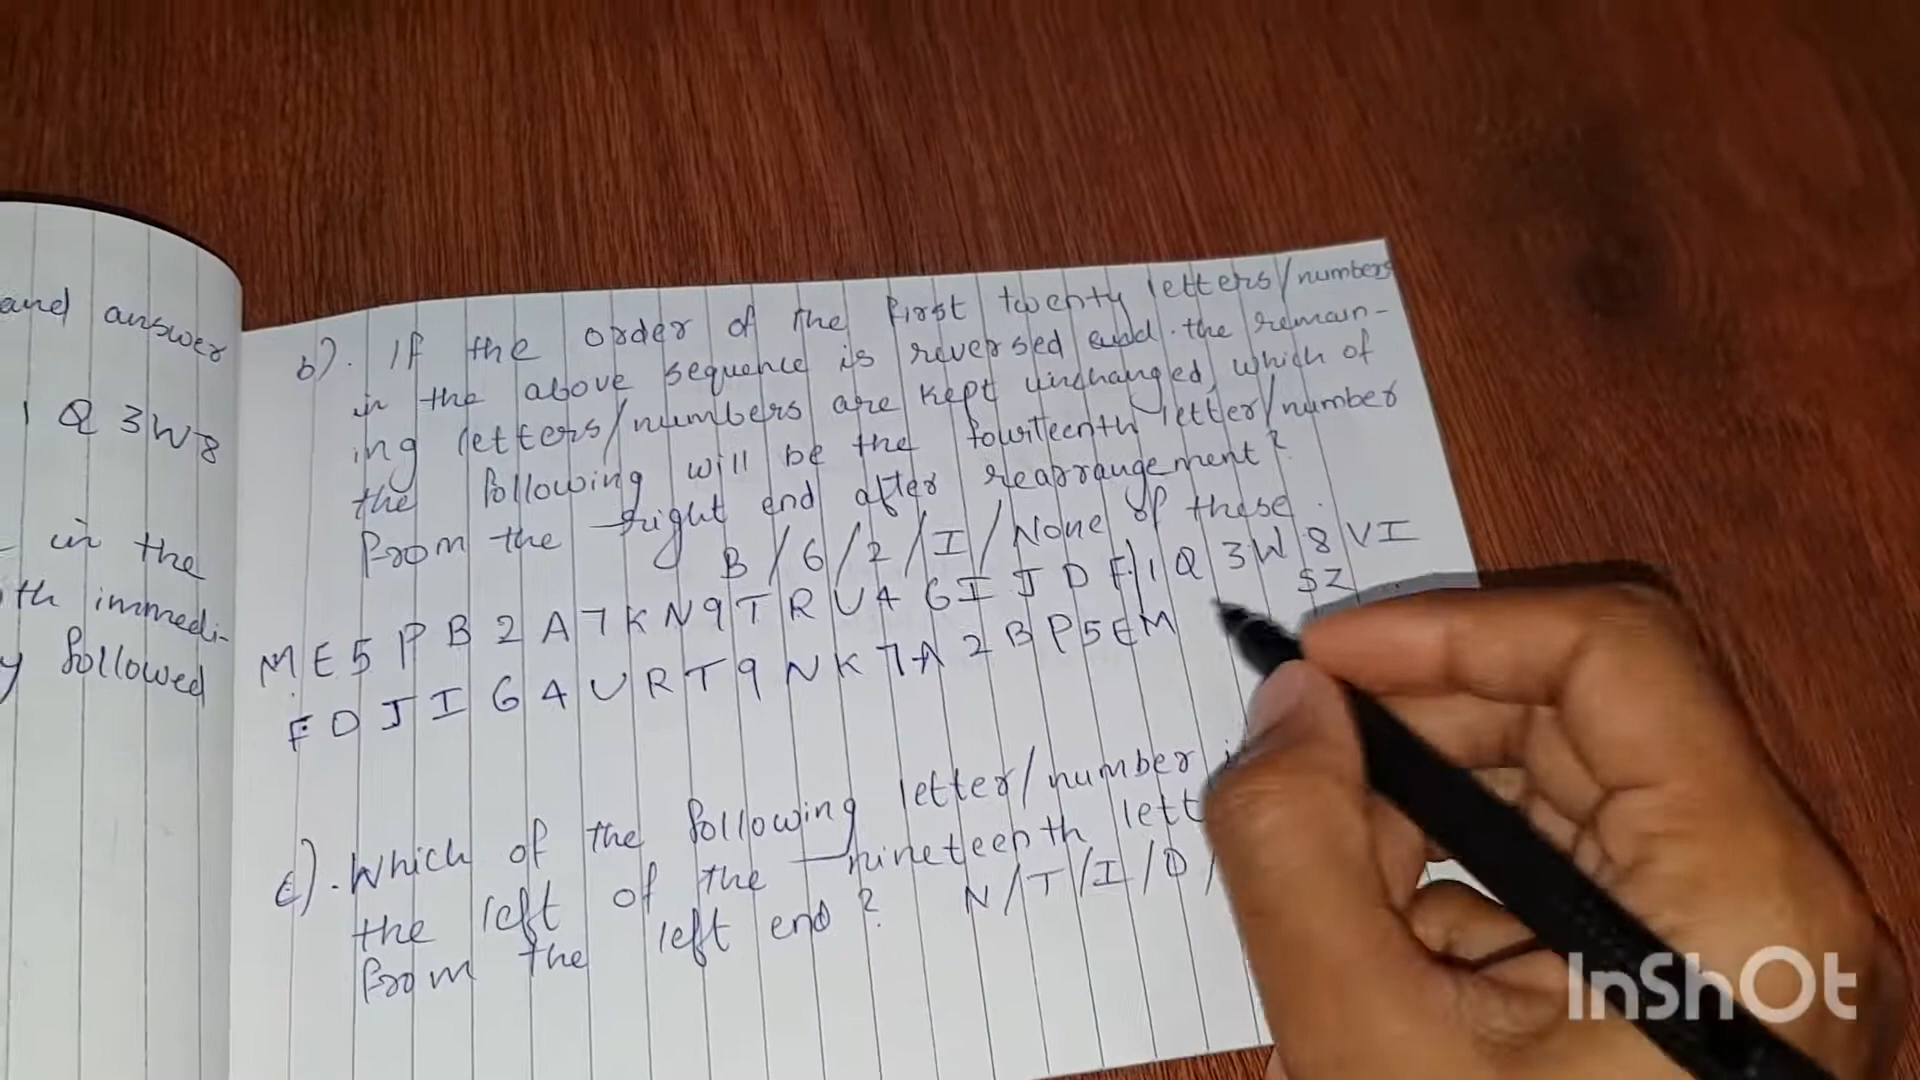 and answer
1 Q 3 W 8
in the
ith immedi-
y followed
b). If the order of the first twenty letters/numbers
in the above sequence is reversed and the remain-
ing letters/numbers are kept unchanged, which of
the following will be the fourteenth letter/number
from the right end after rearrangement?
B / 6 / 2 / I / None of these.
M E 5 P B 2 A 7 K N 9 T R U 4 6 I J D F 1 Q 3 W 8 V I
S Z
F D J I 6 4 U R T 9 N K 7 A 2 B P 5 E M
c). Which of the following letter/number
the left of the nineteenth lett
from the left end? N / T / I / D /
InShOt